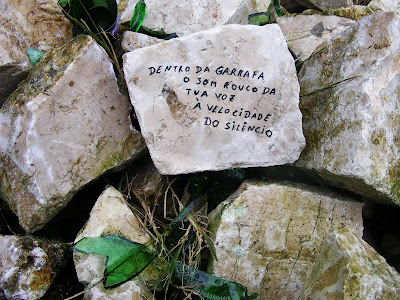 DENTRO DA GARRAFA
O SOM ROUCO DA
TUA VOZ
À VELOCIDADE
DO SILÊNCIO